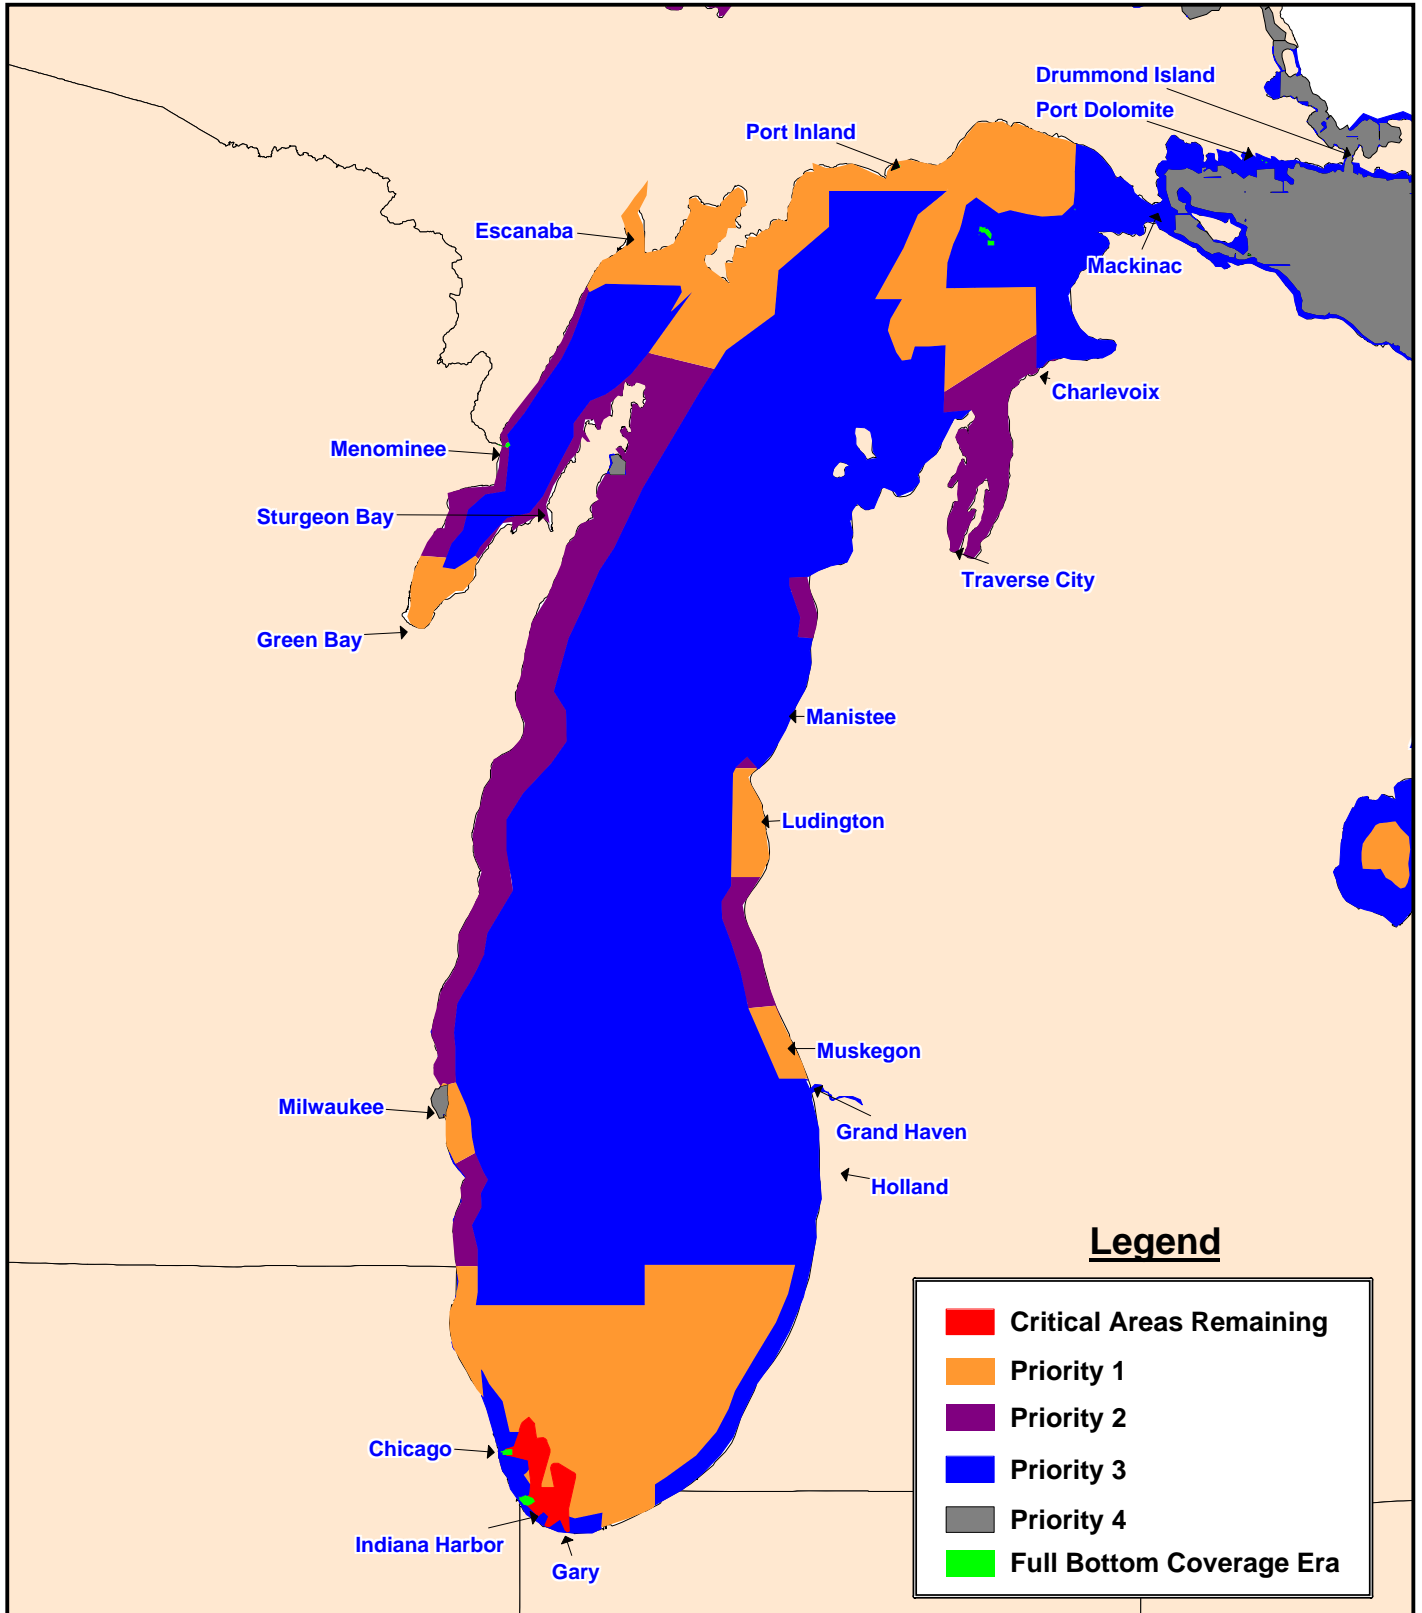 Drummond Island
Port Dolomite
Port Inland
Escanaba
Mackinac
Charlevoix
Menominee
Sturgeon Bay
Traverse City
Green Bay
Manistee
Ludington
Muskegon
Milwaukee
Grand Haven
Holland
Legend
Critical Areas Remaining
Priority 1
Priority 2
Priority 3
Priority 4
Full Bottom Coverage Era
Chicago
Indiana Harbor
Gary